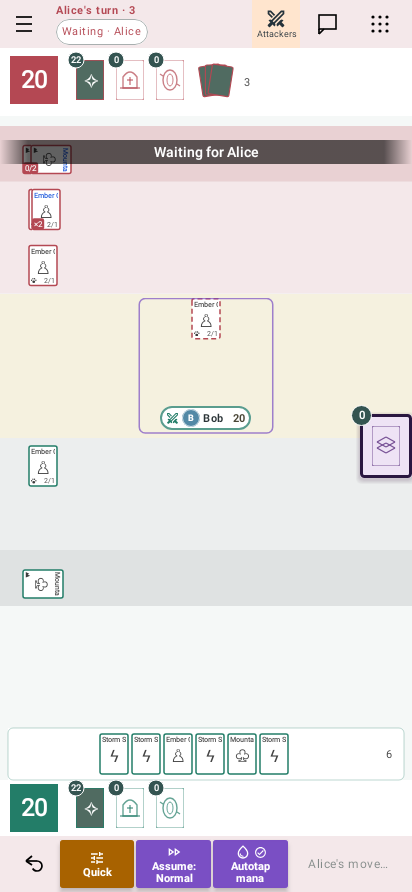 Alice's turn · 3
Waiting · Alice
Attackers
20
22
0
0
3
Waiting for Alice
0/2
Mounta
Ember
×2
2/1
Ember
2/1
Ember
2/1
B Bob 20
0
Ember
2/1
Mounta
Storm S
Storm S
Ember
Storm S
Mounta
Storm S
6
20
22
0
0
Quick
Assume:
Normal
Autotap
mana
Alice's move…